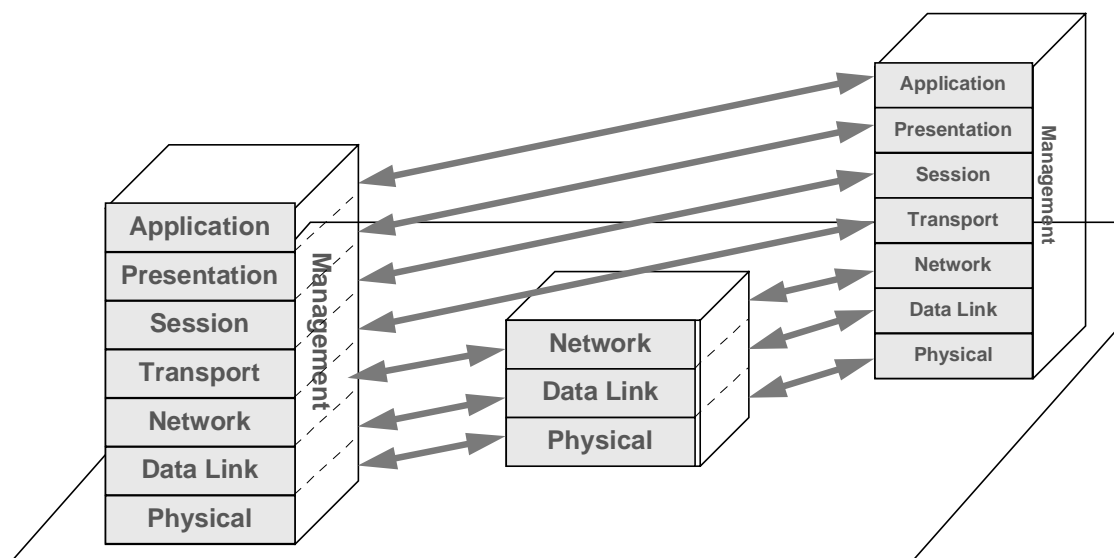 Application
Presentation
Session
Transport
Network
Data Link
Physical
Management
Network
Data Link
Physical
Application
Presentation
Session
Transport
Network
Data Link
Physical
Management